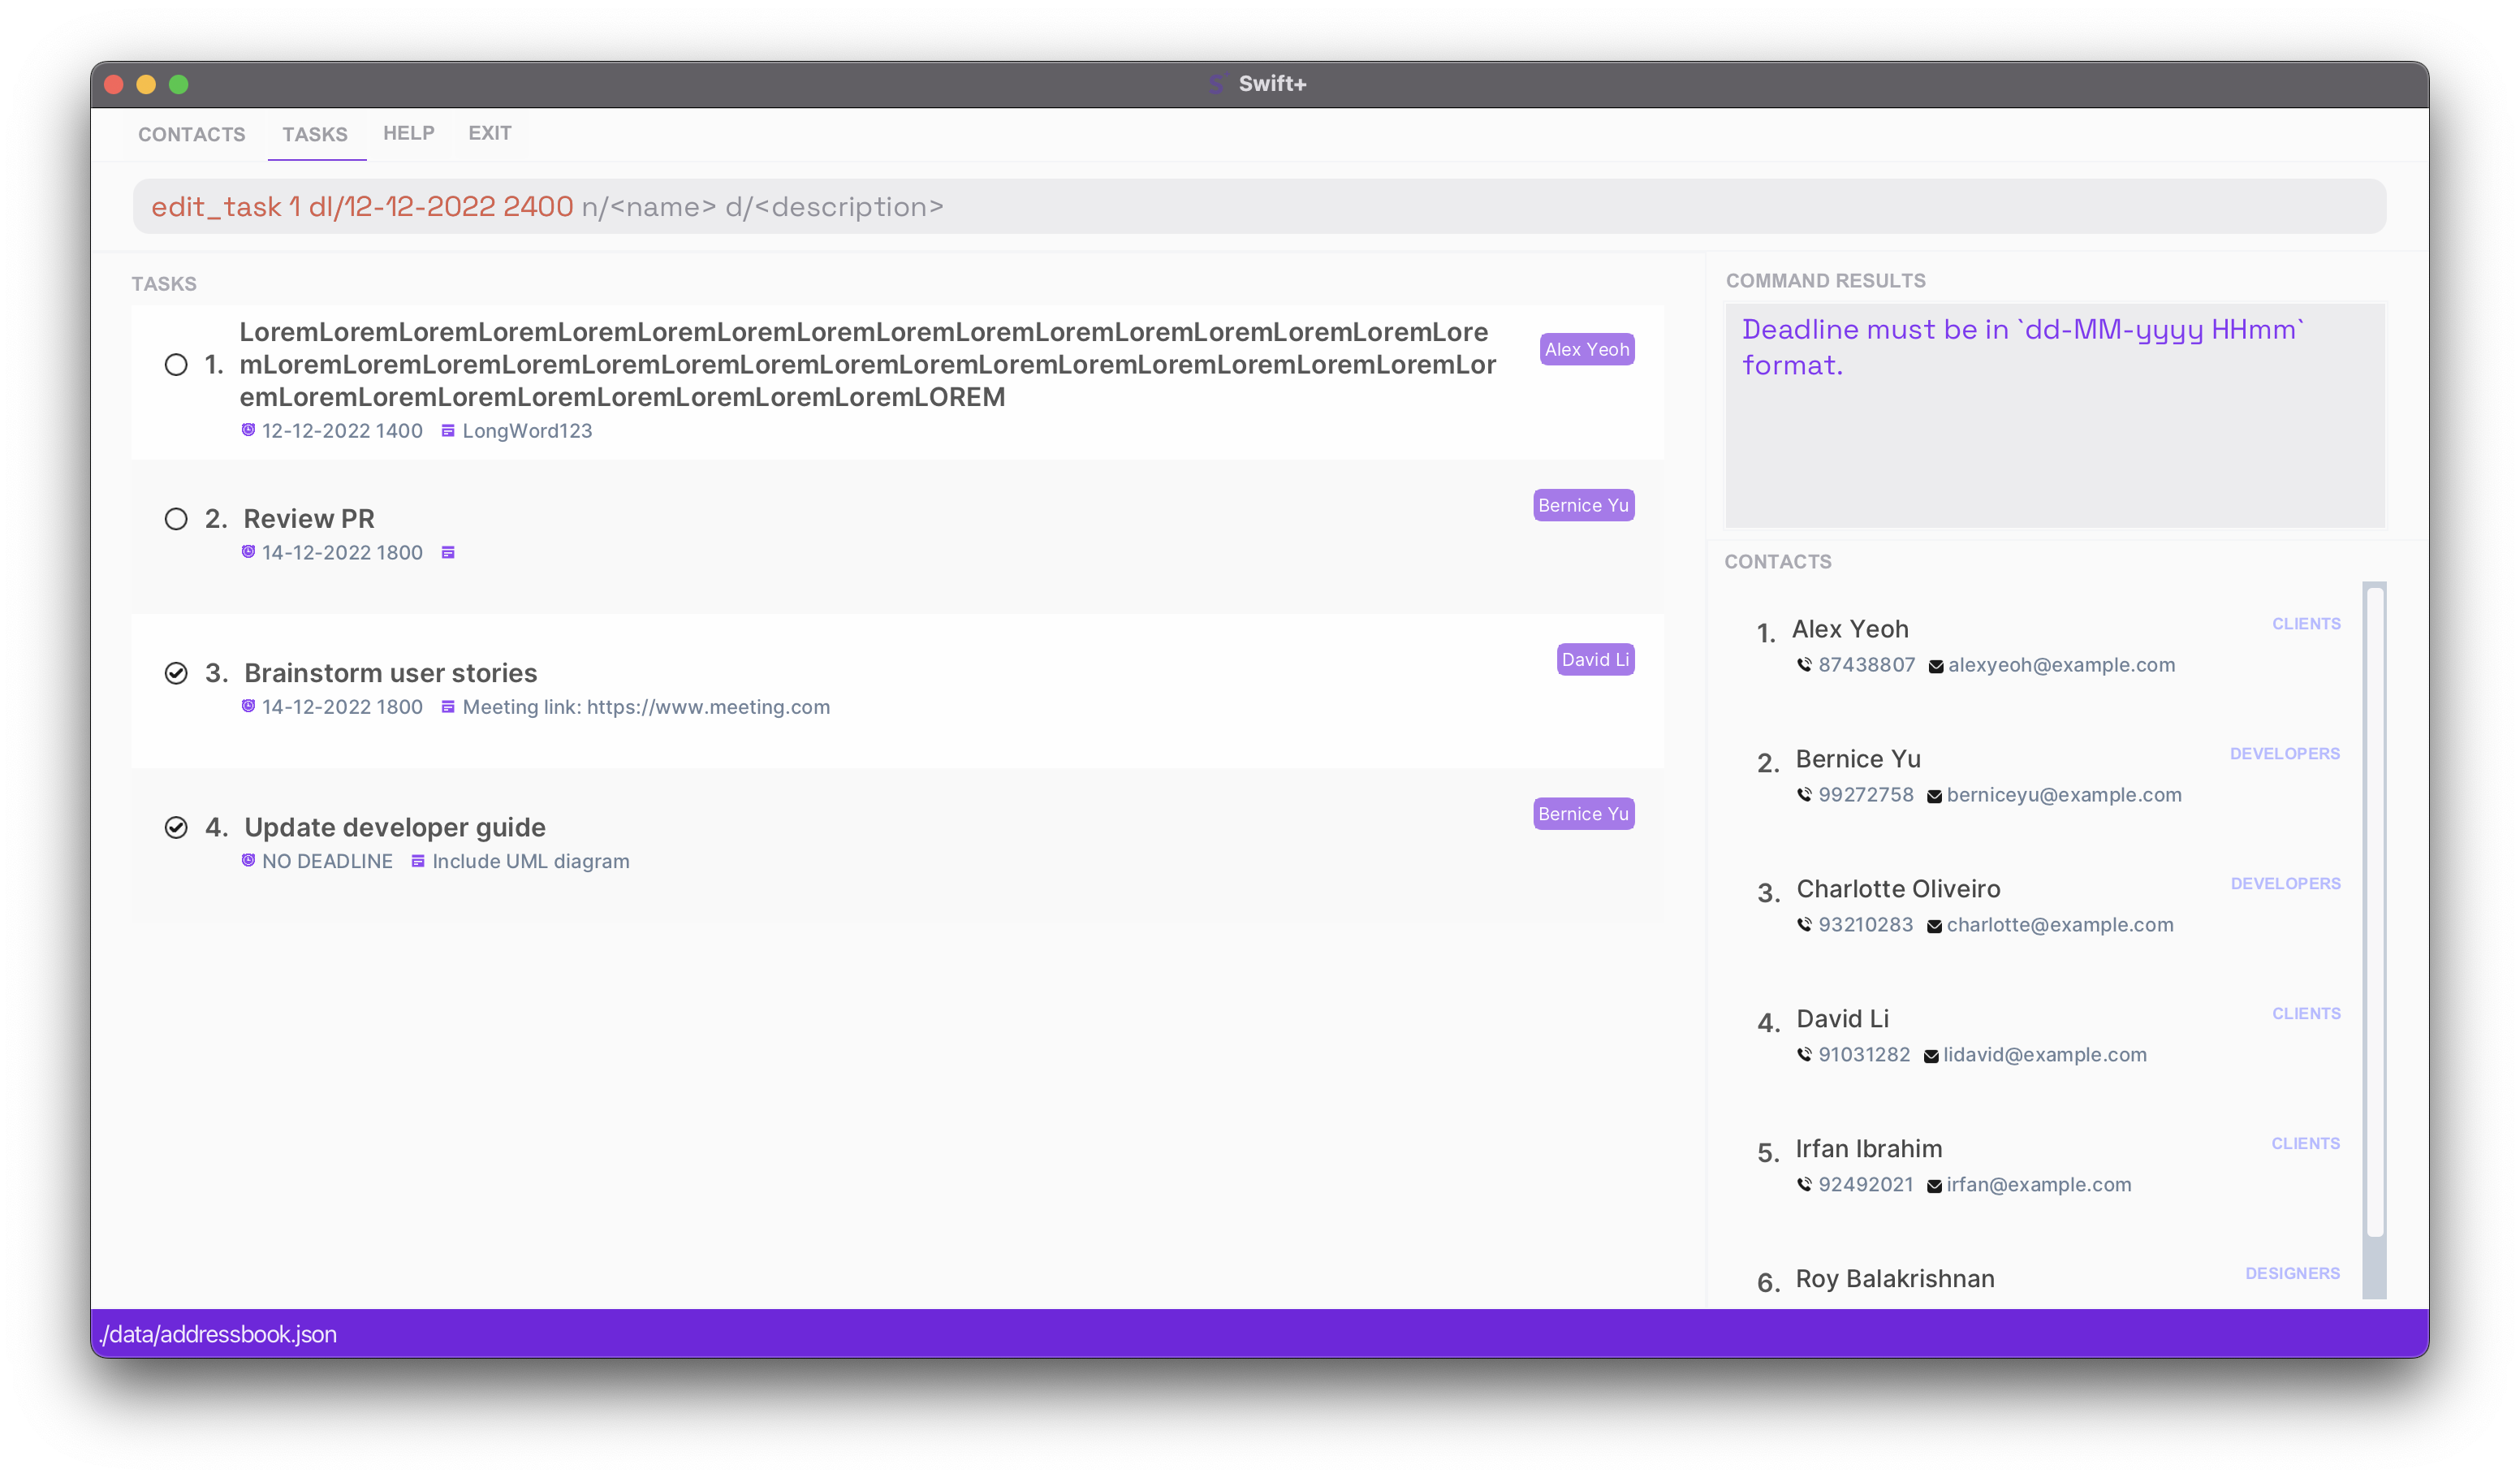 Swift+
CONTACTS TASKS HELP EXIT
edit_task 1 dl/12-12-2022 2400 n/<name> d/<description>
TASKS
1. LoremLoremLoremLoremLoremLoremLoremLoremLoremLoremLoremLoremLoremLoremLoremLore
mLoremLoremLoremLoremLoremLoremLoremLoremLoremLoremLoremLoremLoremLoremLoremLor
emLoremLoremLoremLoremLoremLoremLoremLoremLOREM
Alex Yeoh
12-12-2022 1400 LongWord123
2. Review PR
Bernice Yu
14-12-2022 1800
3. Brainstorm user stories
David Li
14-12-2022 1800 Meeting link: https://www.meeting.com
4. Update developer guide
Bernice Yu
NO DEADLINE Include UML diagram
COMMAND RESULTS
Deadline must be in `dd-MM-yyyy HHmm`
format.
CONTACTS
1. Alex Yeoh CLIENTS
87438807 alexyeoh@example.com
2. Bernice Yu DEVELOPERS
99272758 berniceyu@example.com
3. Charlotte Oliveiro DEVELOPERS
93210283 charlotte@example.com
4. David Li CLIENTS
91031282 lidavid@example.com
5. Irfan Ibrahim CLIENTS
92492021 irfan@example.com
6. Roy Balakrishnan DESIGNERS
./data/addressbook.json